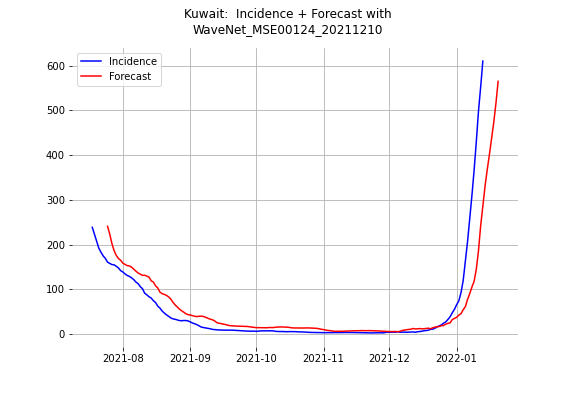 Kuwait:  Incidence + Forecast with
WaveNet_MSE00124_20211210
Incidence
Forecast
600
500
400
300
200
100
0
2021-08 2021-09 2021-10 2021-11 2021-12 2022-01